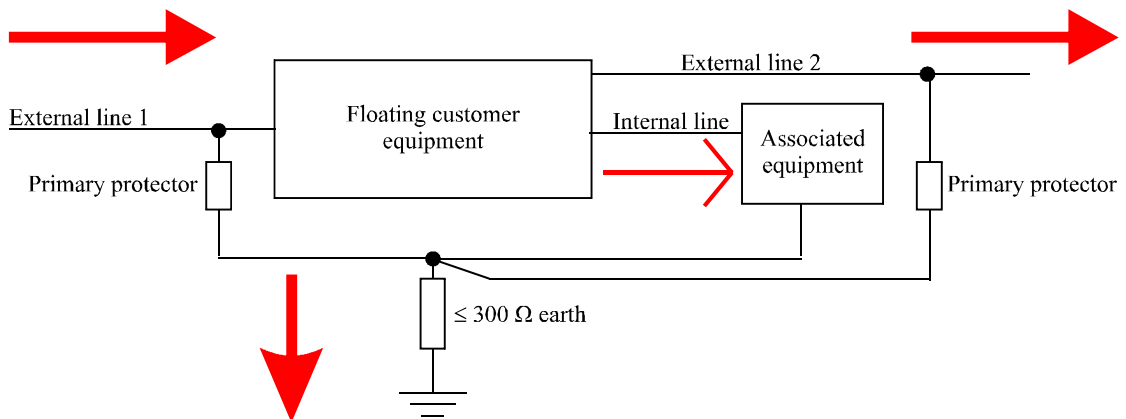 External line 2
External line 1
Floating customer
equipment
Internal line
Associated
equipment
Primary protector
Primary protector
≤ 300 Ω earth